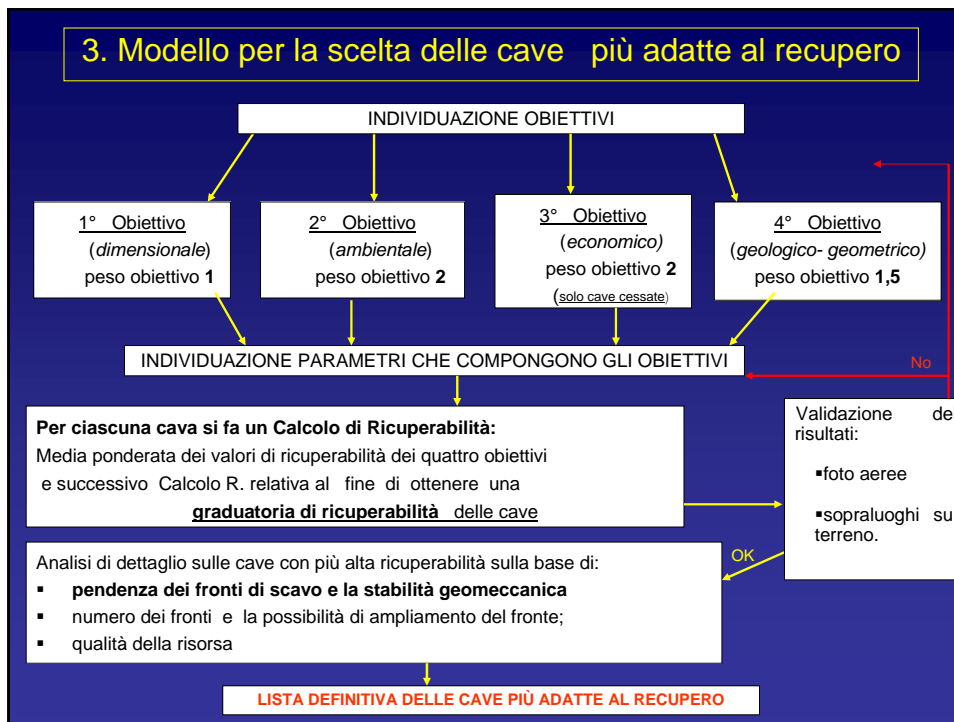 3. Modello per la scelta delle cave più adatte al recupero
INDIVIDUAZIONE OBIETTIVI
1° Obiettivo
(dimensionale)
peso obiettivo 1
2° Obiettivo
(ambientale)
peso obiettivo 2
3° Obiettivo
(economico)
peso obiettivo 2
(solo cave cessate)
4° Obiettivo
(geologico- geometrico)
peso obiettivo 1,5
INDIVIDUAZIONE PARAMETRI CHE COMPONGONO GLI OBIETTIVI
No
Per ciascuna cava si fa un Calcolo di Ricuperabilità:
Media ponderata dei valori di ricuperabilità dei quattro obiettivi
e successivo Calcolo R. relativa al fine di ottenere una
graduatoria di ricuperabilità delle cave
Validazione de
risultati:
▪foto aeree
▪sopraluoghi su
terreno.
OK
Analisi di dettaglio sulle cave con più alta ricuperabilità sulla base di:
▪ pendenza dei fronti di scavo e la stabilità geomeccanica
▪ numero dei fronti e la possibilità di ampliamento del fronte;
▪ qualità della risorsa
LISTA DEFINITIVA DELLE CAVE PIÙ ADATTE AL RECUPERO